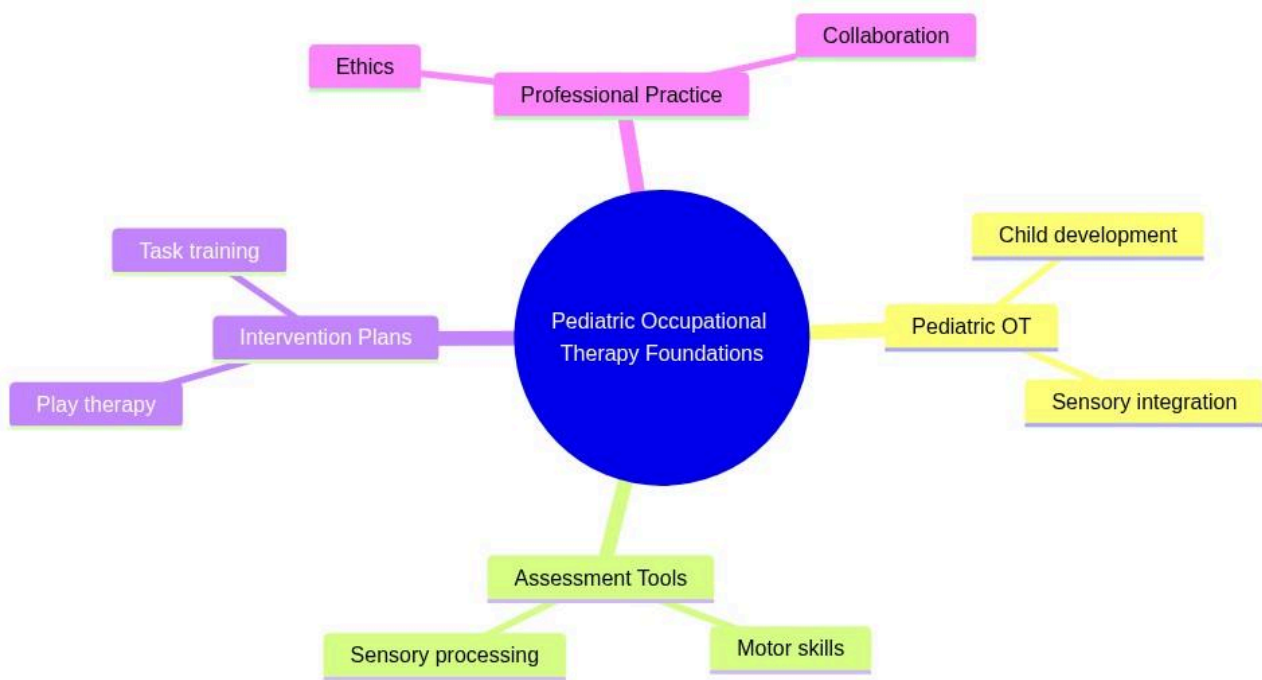 Collaboration
Ethics
Professional Practice
Task training
Intervention Plans
Play therapy
Pediatric Occupational
Therapy Foundations
Child development
Pediatric OT
Sensory integration
Assessment Tools
Sensory processing
Motor skills